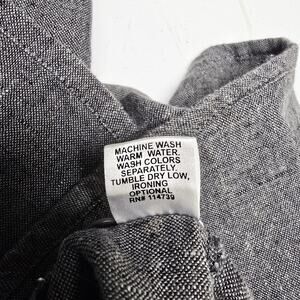 MACHINE WASH
WARM WATER.
WASH COLORS
SEPARATELY.
TUMBLE DRY LOW,
IRONING
OPTIONAL
RN# 114739